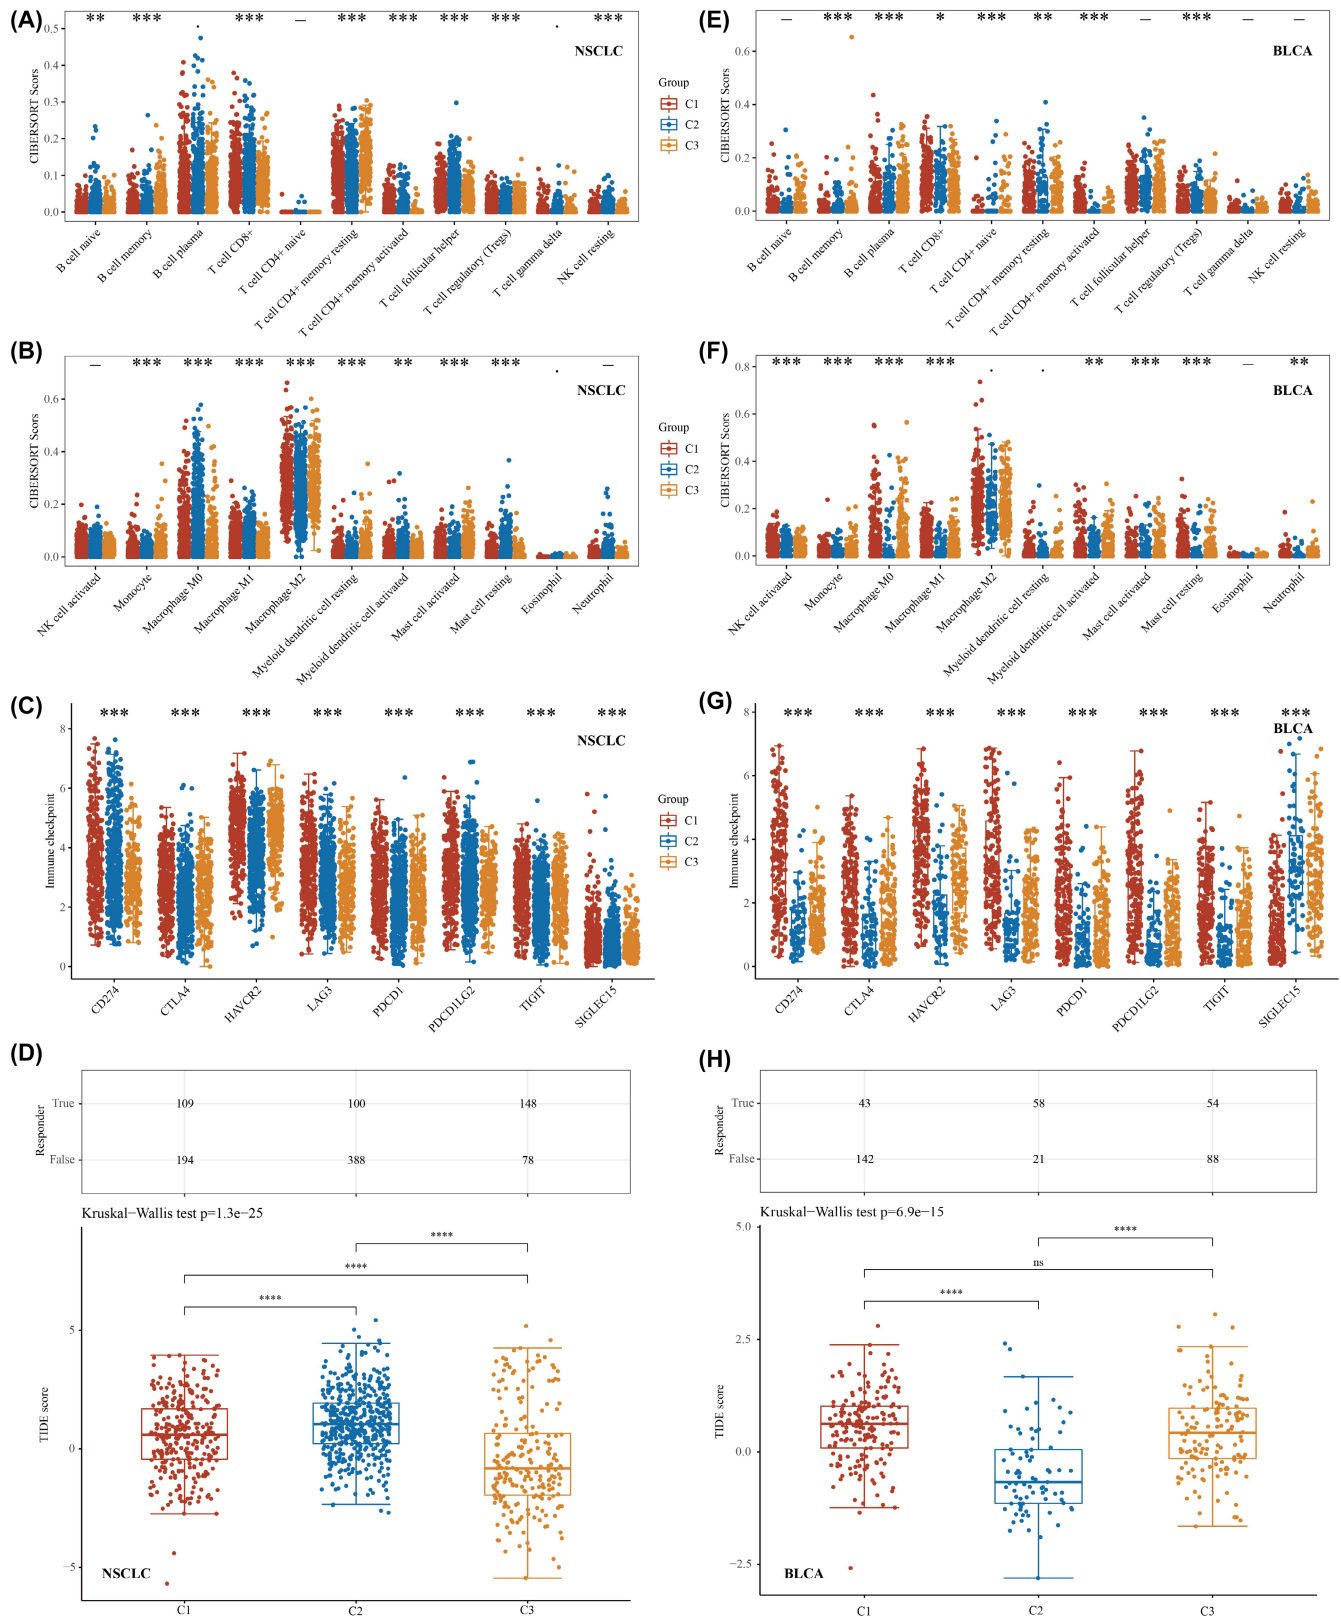 (A)
** *** — *** *** *** *** ***
NSCLC
CIBERSORT Scors
0.5
0.4
0.3
0.2
0.1
0.0
B cell naive
B cell memory
B cell plasma
T cell CD8+
T cell CD4+ naive
T cell CD4+ memory resting
T cell CD4+ memory activated
T cell follicular helper
T cell regulatory (Tregs)
T cell gamma delta
NK cell resting
Group
C1
C2
C3
(E)
— *** *** * *** ** *** — *** — —
BLCA
CIBERSORT Scors
0.6
0.4
0.2
0.0
B cell naive
B cell memory
B cell plasma
T cell CD8+
T cell CD4+ naive
T cell CD4+ memory resting
T cell CD4+ memory activated
T cell follicular helper
T cell regulatory (Tregs)
T cell gamma delta
NK cell resting
(B)
— *** *** *** *** *** ** *** *** . —
NSCLC
CIBERSORT Scors
0.6
0.4
0.2
0.0
NK cell activated
Monocyte
Macrophage M0
Macrophage M1
Macrophage M2
Myeloid dendritic cell resting
Myeloid dendritic cell activated
Mast cell activated
Mast cell resting
Eosinophil
Neutrophil
Group
C1
C2
C3
(F)
*** *** *** *** . . ** *** *** — **
BLCA
CIBERSORT Scors
0.8
0.6
0.4
0.2
0.0
NK cell activated
Monocyte
Macrophage M0
Macrophage M1
Macrophage M2
Myeloid dendritic cell resting
Myeloid dendritic cell activated
Mast cell activated
Mast cell resting
Eosinophil
Neutrophil
(C)
*** *** *** *** *** *** *** ***
NSCLC
Immune checkpoint
8
6
4
2
0
CD274
CTLA4
HAVCR2
LAG3
PDCD1
PDCD1LG2
TIGIT
SIGLEC15
Group
C1
C2
C3
(G)
*** *** *** *** *** *** *** ***
BLCA
Immune checkpoint
8
6
4
2
0
CD274
CTLA4
HAVCR2
LAG3
PDCD1
PDCD1LG2
TIGIT
SIGLEC15
(D)
Responder
True 109 100 148
False 194 388 78
Kruskal−Wallis test p=1.3e−25
****
****
****
TIDE score
5
0
−5
NSCLC
C1 C2 C3
(H)
Responder
True 43 58 54
False 142 21 88
Kruskal−Wallis test p=6.9e−15
****
ns
****
TIDE score
5.0
2.5
0.0
−2.5
BLCA
C1 C2 C3